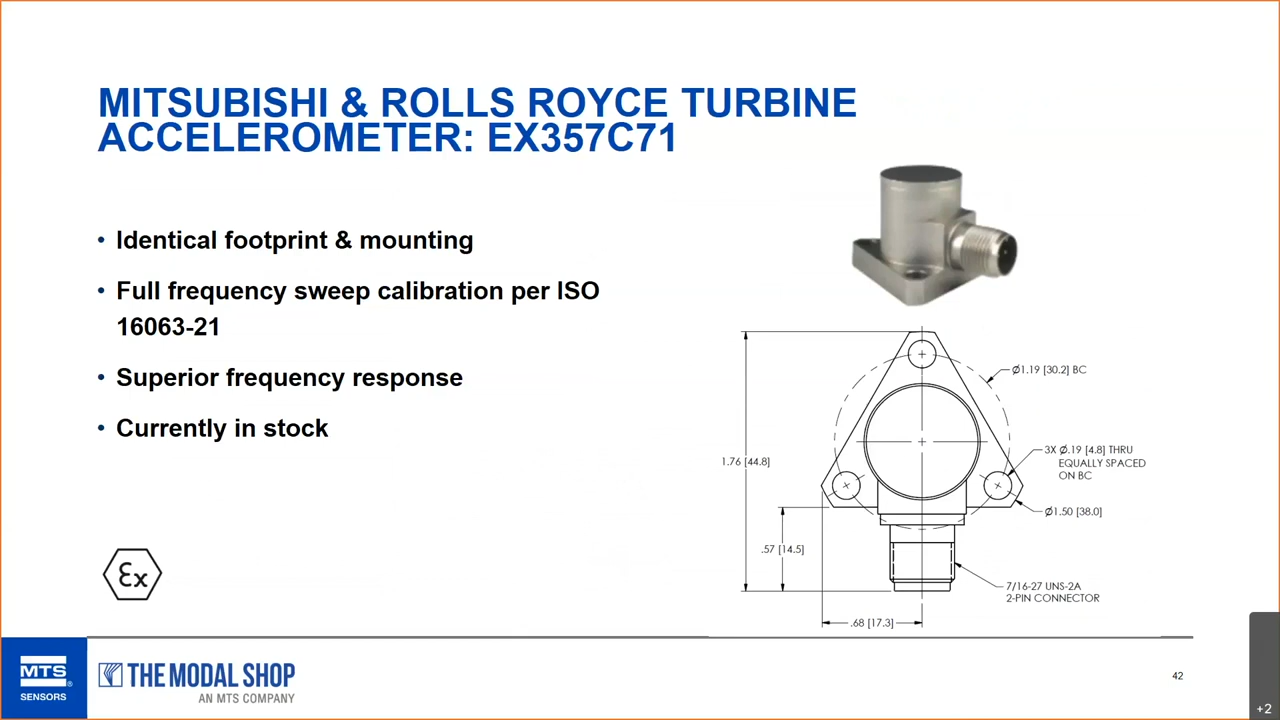 MITSUBISHI & ROLLS ROYCE TURBINE
ACCELEROMETER: EX357C71
• Identical footprint & mounting
• Full frequency sweep calibration per ISO
16063-21
• Superior frequency response
• Currently in stock
Ø1.19 [30.2] BC
1.76 [44.8]
3X Ø.19 [4.8] THRU
EQUALLY SPACED
ON BC
Ø1.50 [38.0]
.57 [14.5]
7/16-27 UNS-2A
2-PIN CONNECTOR
.68 [17.3]
Ex
MTS®
SENSORS
THE MODAL SHOP
AN MTS COMPANY
42
+2